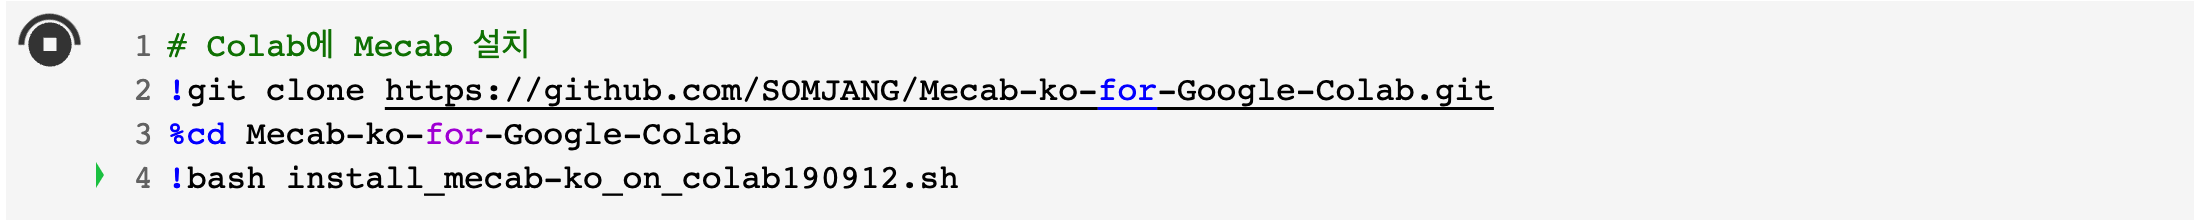 1 # Colab에 Mecab 설치
2 !git clone https://github.com/SOMJANG/Mecab-ko-for-Google-Colab.git
3 %cd Mecab-ko-for-Google-Colab
4 !bash install_mecab-ko_on_colab190912.sh